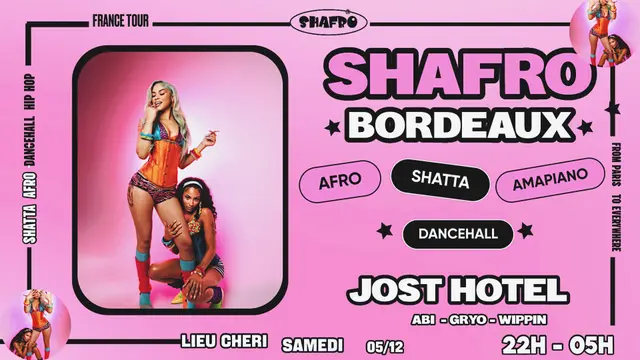 FRANCE TOUR
SHAFRO
SHAFRO
BORDEAUX
AFRO
SHATTA
AMAPIANO
DANCEHALL
SHATTA AFRO DANCEHALL HIP HOP
FROM PARIS TO EVERYWHERE
JOST HOTEL
ABI - GRYO - WIPPIN
LIEU CHERI
SAMEDI 05/12
22H - 05H